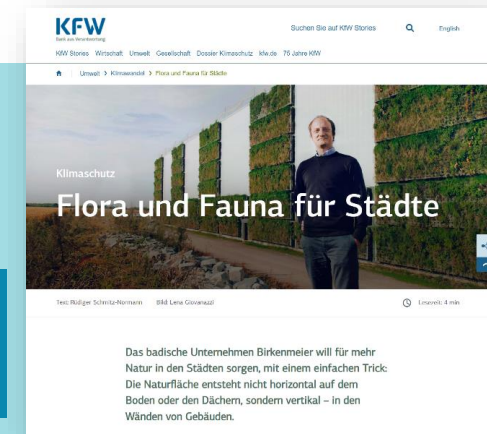 KFW
Bank aus Verantwortung
Suchen Sie auf KfW Stories
English
KfW Stories Wirtschaft Umwelt Gesellschaft Dossier Klimaschutz kfw.de 75 Jahre KfW
Umwelt > Klimawandel > Flora und Fauna für Städte
Klimaschutz
Flora und Fauna für Städte
Text: Rüdiger Schmitz-Normann Bild: Lena Giovanazzi
Lesezeit: 4 min
Das badische Unternehmen Birkenmeier will für mehr
Natur in den Städten sorgen, mit einem einfachen Trick:
Die Naturfläche entsteht nicht horizontal auf dem
Boden oder den Dächern, sondern vertikal – in den
Wänden von Gebäuden.